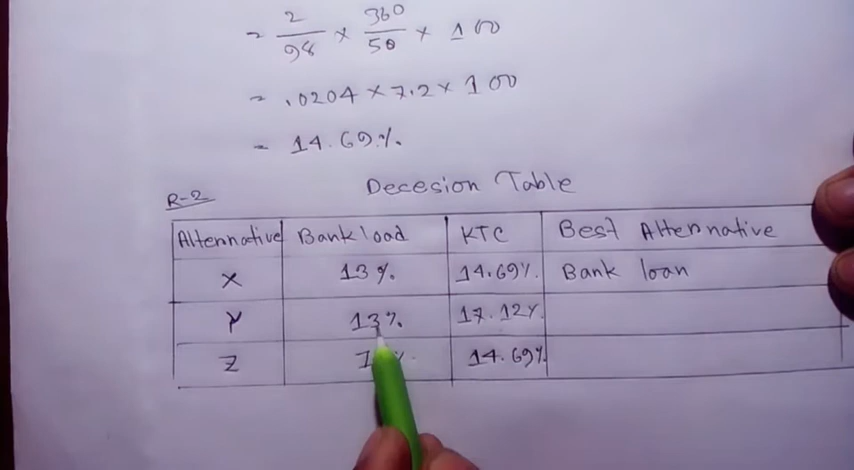 = 2/98 × 360/50 × 100
= .0204 × 7.2 × 100
= 14.69%.
R-2 Decesion Table
Alternative Bank load KTC Best Alternative
X 13%. 14.69%. Bank loan
Y 13%. 17.12%.
Z 14.69%